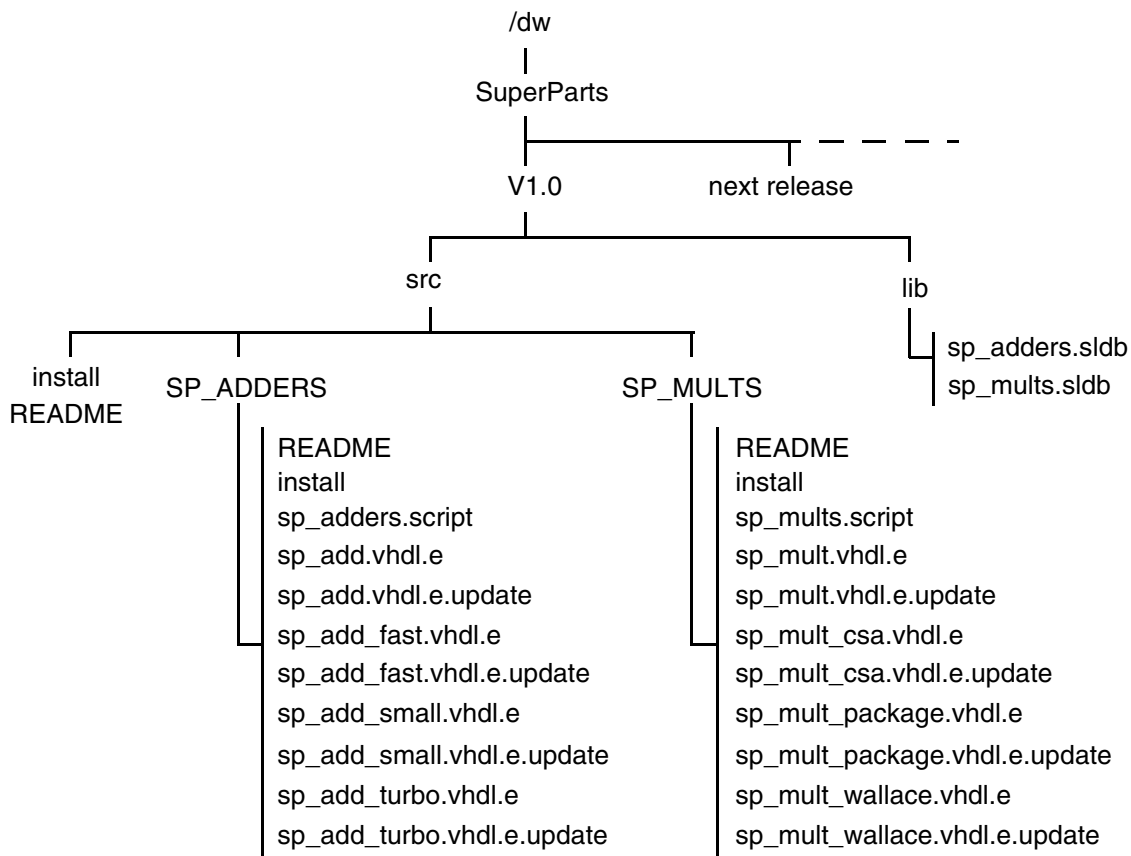 /dw
SuperParts
V1.0
next release
src
lib
sp_adders.sldb
sp_mults.sldb
install
README
SP_ADDERS
README
install
sp_adders.script
sp_add.vhdl.e
sp_add.vhdl.e.update
sp_add_fast.vhdl.e
sp_add_fast.vhdl.e.update
sp_add_small.vhdl.e
sp_add_small.vhdl.e.update
sp_add_turbo.vhdl.e
sp_add_turbo.vhdl.e.update
SP_MULTS
README
install
sp_mults.script
sp_mult.vhdl.e
sp_mult.vhdl.e.update
sp_mult_csa.vhdl.e
sp_mult_csa.vhdl.e.update
sp_mult_package.vhdl.e
sp_mult_package.vhdl.e.update
sp_mult_wallace.vhdl.e
sp_mult_wallace.vhdl.e.update